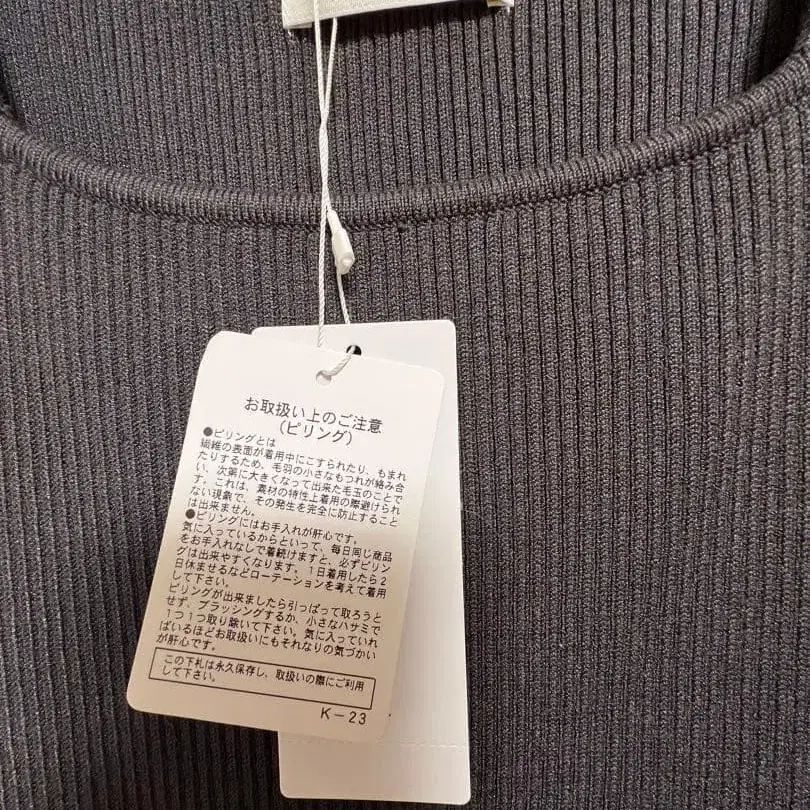 お取扱い上のご注意
(ピリング)
●ピリングとは
繊維の表面が着用中にこすられたり、もまれ
たりするため、毛羽の小さなもつれが絡み合
い、次第に大きくなって出来た毛玉のことで
す。これは、素材の特性上着用の際避けられ
ない現象で、その発生を完全に防止すること
は出来ません。
●ピリングにはお手入れが肝心です。
気に入っているからといって、毎日同じ商品
をお手入れなしで着続けますと、必ずピリン
グは出来やすくなります。1日着用したら2
日休ませるなどローテーションを考えて着用
して下さい。
ピリングが出来ましたら引っぱって取ろうと
せず、ブラッシングするか、小さなハサミで
1つ1つ取り除いて下さい。気に入っていれ
ばいるほどお取扱いにもそれなりの気づかい
が肝心です。
この下札は永久保存し、取扱いの際にご利用
して下さい。
K-23